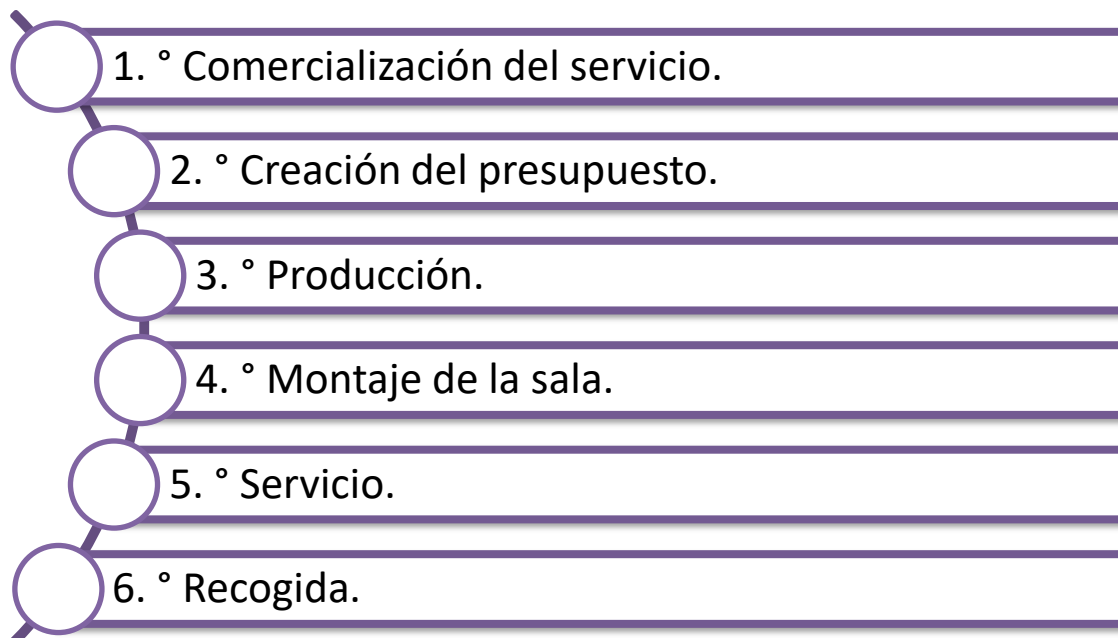 1. ° Comercialización del servicio.
2. ° Creación del presupuesto.
3. ° Producción.
4. ° Montaje de la sala.
5. ° Servicio.
6. ° Recogida.